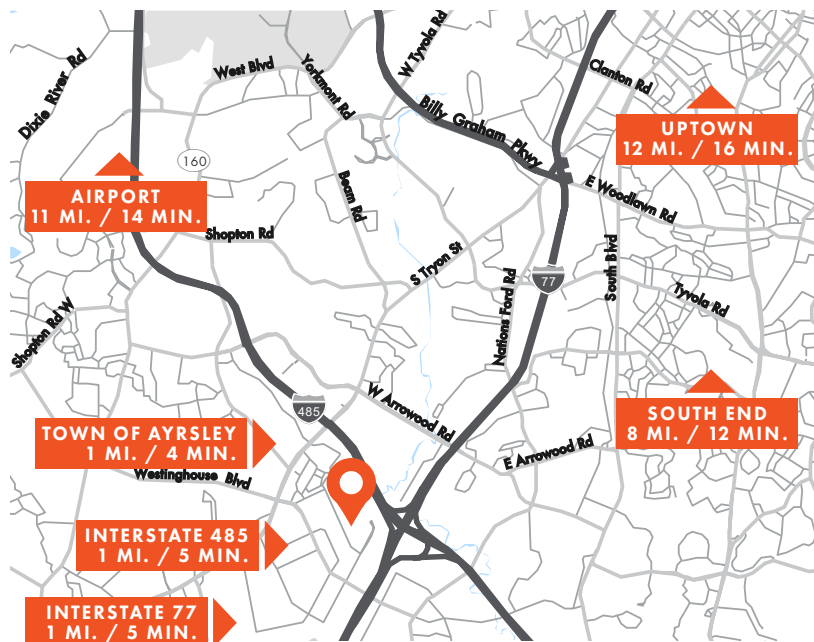 Dixie River Rd
West Blvd
Yorkmont Rd
W Tyvola Rd
Clanton Rd
Billy Graham Pkwy
UPTOWN
12 MI. / 16 MIN.
160
AIRPORT
11 MI. / 14 MIN.
Beam Rd
E Woodlawn Rd
Shopton Rd
S Tryon St
Nations Ford Rd
77
South Blvd
Tyvola Rd
Shopton Rd W
485
W Arrowood Rd
SOUTH END
8 MI. / 12 MIN.
TOWN OF AYRSLEY
1 MI. / 4 MIN.
E Arrowood Rd
Westinghouse Blvd
INTERSTATE 485
1 MI. / 5 MIN.
INTERSTATE 77
1 MI. / 5 MIN.